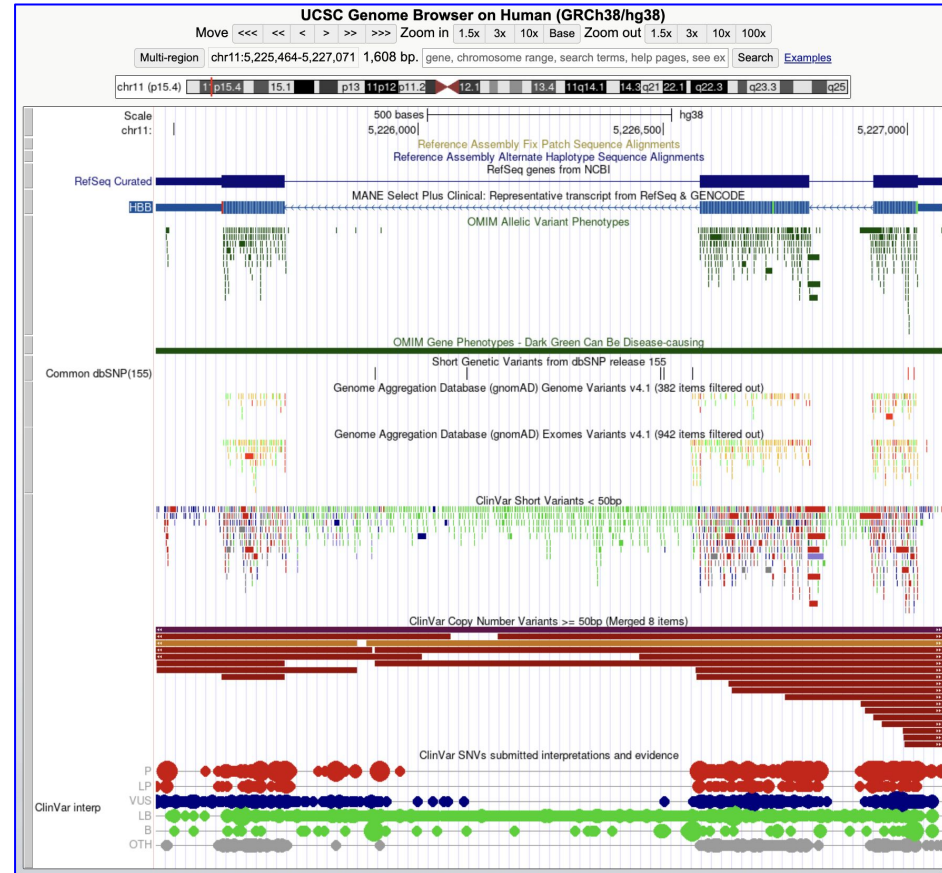 UCSC Genome Browser on Human (GRCh38/hg38)
Move <<< << < > >> >>> Zoom in 1.5x 3x 10x Base Zoom out 1.5x 3x 10x 100x
Multi-region chr11:5,225,464-5,227,071 1,608 bp. gene, chromosome range, search terms, help pages, see ex Search Examples
chr11 (p15.4) p15.4 15.1 p13 11p12 p11.2 12.1 13.4 11q14.1 14.3 q21 22.1 q22.3 q23.3 q25
Scale 500 bases hg38
chr11: 5,226,000 5,226,500 5,227,000
Reference Assembly Fix Patch Sequence Alignments
Reference Assembly Alternate Haplotype Sequence Alignments
RefSeq genes from NCBI
RefSeq Curated
MANE Select Plus Clinical: Representative transcript from RefSeq & GENCODE
HBB
OMIM Allelic Variant Phenotypes
OMIM Gene Phenotypes - Dark Green Can Be Disease-causing
Short Genetic Variants from dbSNP release 155
Common dbSNP(155)
Genome Aggregation Database (gnomAD) Genome Variants v4.1 (382 items filtered out)
Genome Aggregation Database (gnomAD) Exomes Variants v4.1 (942 items filtered out)
ClinVar Short Variants < 50bp
ClinVar Copy Number Variants >= 50bp (Merged 8 items)
ClinVar SNVs submitted interpretations and evidence
P
LP
VUS
ClinVar interp
LB
B
OTH